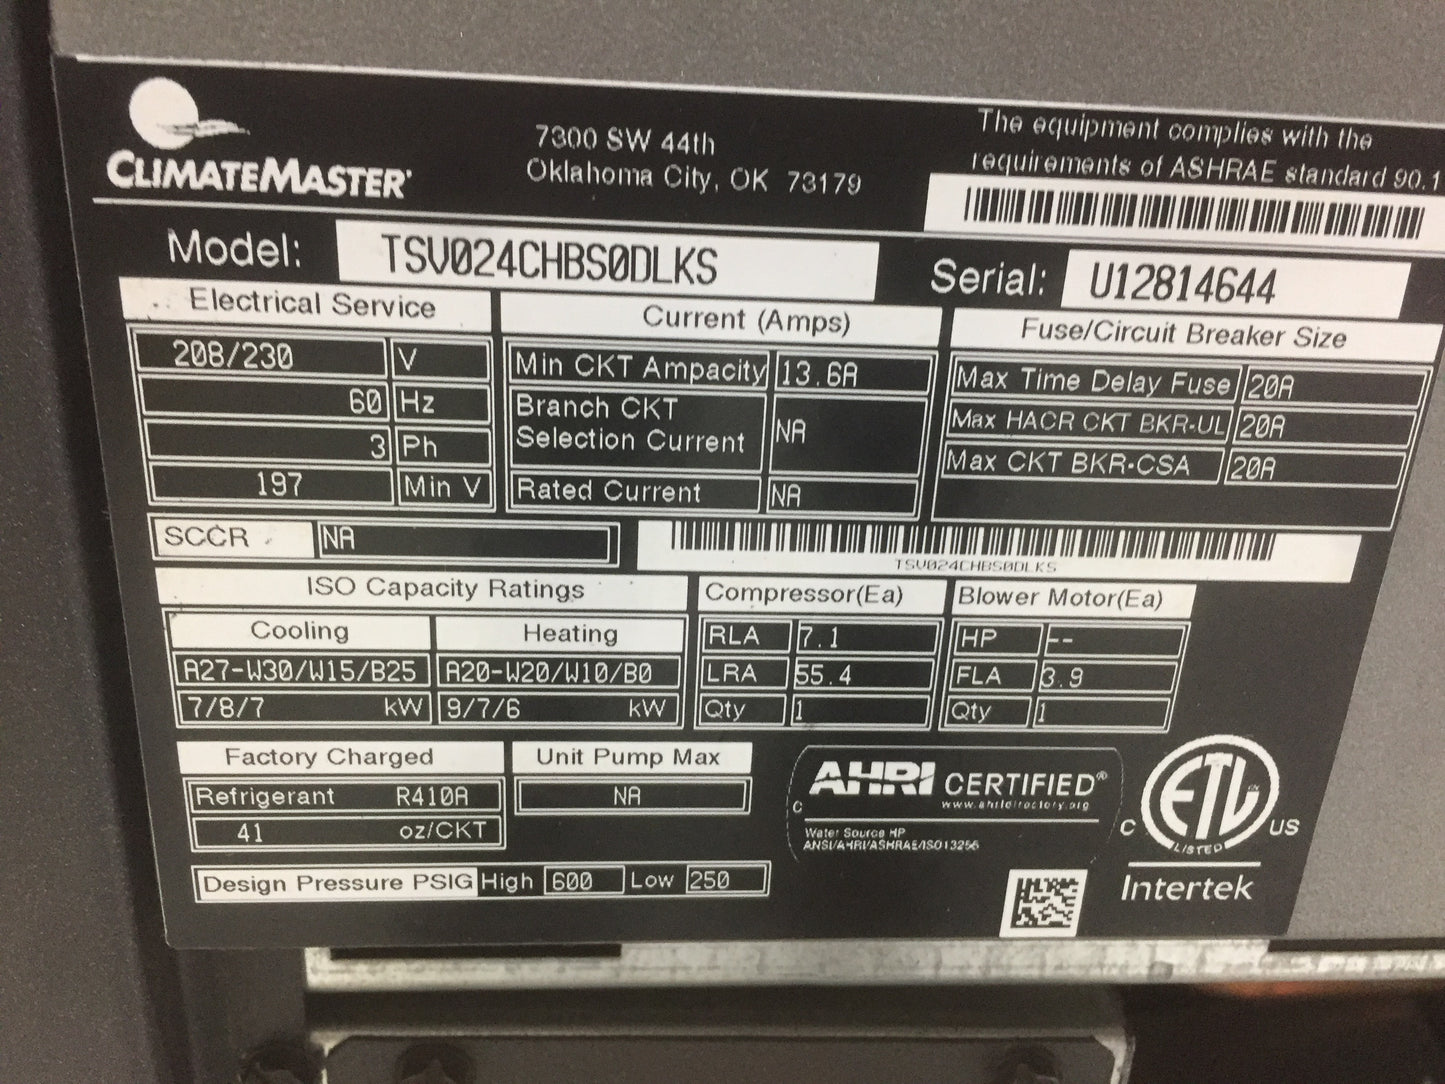 CLIMATEMASTER
7300 SW 44th
Oklahoma City, OK 73179
The equipment complies with the
requirements of ASHRAE standard 90.1
Model: TSV024CHBS0DLKS
Serial: U12814644
Electrical Service
208/230 V
60 Hz
3 Ph
197 Min V
Current (Amps)
Min CKT Ampacity 13.6A
Branch CKT
Selection Current NA
Rated Current NA
Fuse/Circuit Breaker Size
Max Time Delay Fuse 20A
Max HACR CKT BKR-UL 20A
Max CKT BKR-CSA 20A
SCCR NA
TSV024CHBS0DLKS
ISO Capacity Ratings
Cooling Heating
A27-W30/W15/B25 A20-W20/W10/B0
7/8/7 kW 9/7/6 kW
Compressor(Ea)
RLA 7.1
LRA 55.4
Qty 1
Blower Motor(Ea)
HP --
FLA 3.9
Qty 1
Factory Charged
Refrigerant R410A
41 oz/CKT
Unit Pump Max
NA
Design Pressure PSIG High 600 Low 250
C
AHRI CERTIFIED®
www.ahridirectory.org
Water Source HP
ANSI/AHRI/ASHRAE/ISO13256
C ETL US
LISTED
Intertek